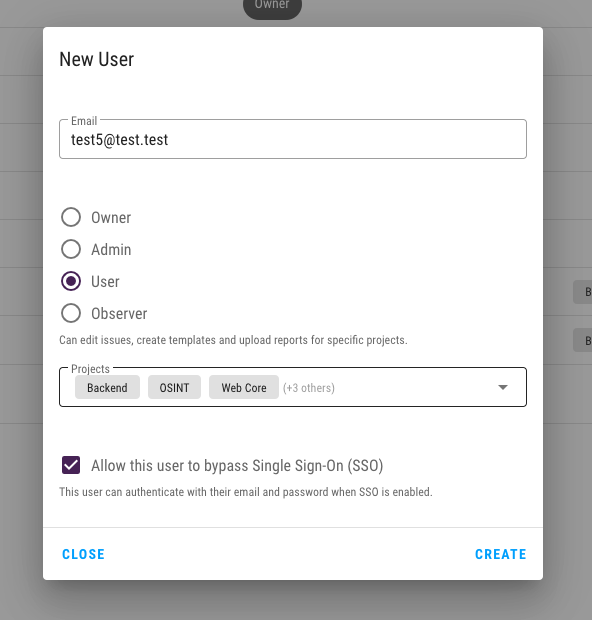 Owner
New User
Email
test5@test.test
Owner
Admin
User
B
Observer
Can edit issues, create templates and upload reports for specific projects.
B
Projects
Backend OSINT Web Core (+3 others)
Allow this user to bypass Single Sign-On (SSO)
This user can authenticate with their email and password when SSO is enabled.
CLOSE CREATE